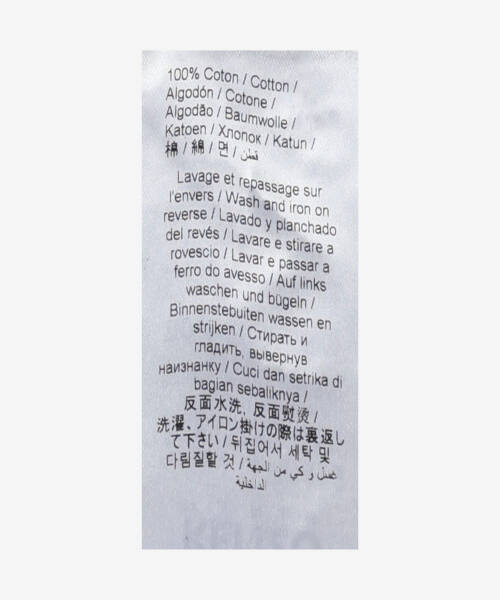 100% Coton / Cotton /
Algodón / Cotone /
Algodão / Baumwolle /
Katoen / Хлопок / Katun /
棉 / 綿 / 면 / قطن
Lavage et repassage sur
l'envers / Wash and iron on
reverse / Lavado y planchado
del revés / Lavare e stirare a
rovescio / Lavar e passar a
ferro do avesso / Auf links
waschen und bügeln /
Binnenstebuiten wassen en
strijken / Стирать и
гладить, вывернув
наизнанку / Cuci dan setrika di
bagian sebaliknya /
反面水洗, 反面熨烫 /
洗濯、アイロン掛けの際は裏返し
て下さい / 뒤집어서 세탁 및
다림질할 것 / غسل و كي من الجهة
الداخلية